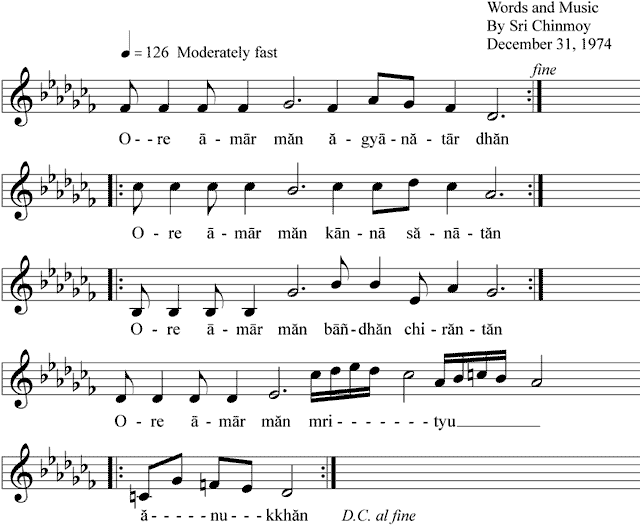 Words and Music
By Sri Chinmoy
December 31, 1974
♩ = 126 Moderately fast
fine
O - - re ā - mār măn ă - gyā - nă - tār dhăn
O - re ā - mār măn kān - nā să - nā - tăn
O - re ā - mār măn bāñ - dhăn chi - răn - tăn
O - re ā - mār măn mri - - - - - - - tyu
ă - - - - - nu - - - kkhăn D.C. al fine